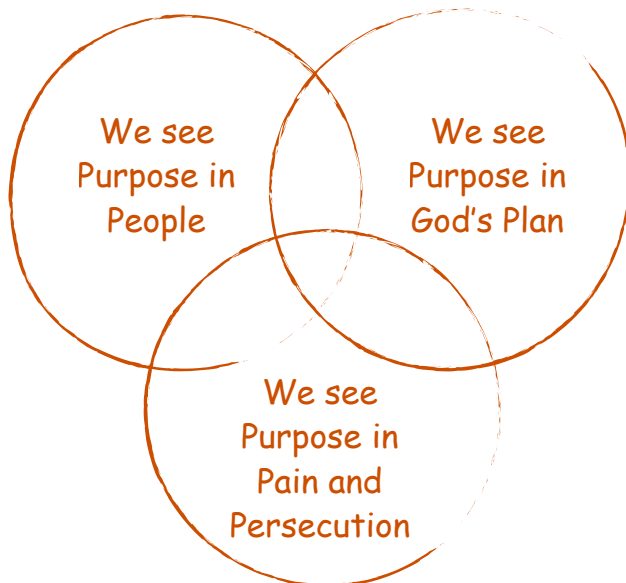 We see
Purpose in
People
We see
Purpose in
God's Plan
We see
Purpose in
Pain and
Persecution